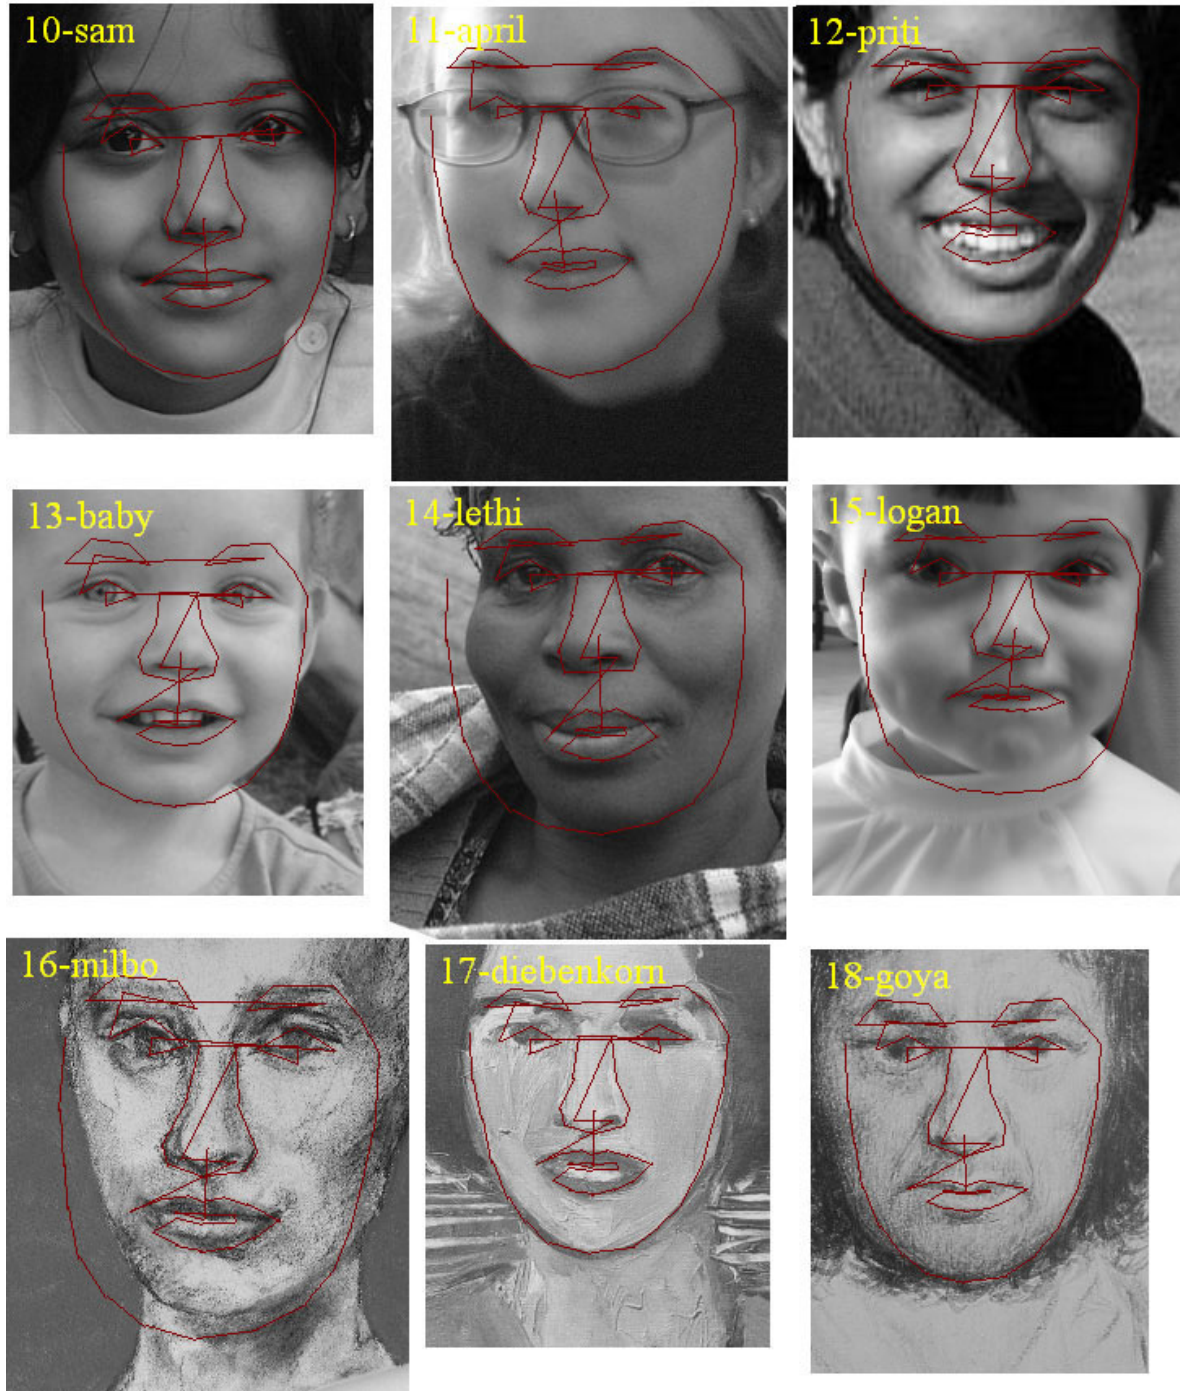 10-sam
11-april
12-priti
13-baby
14-lethi
15-logan
16-milbo
17-diebenkorn
18-goya